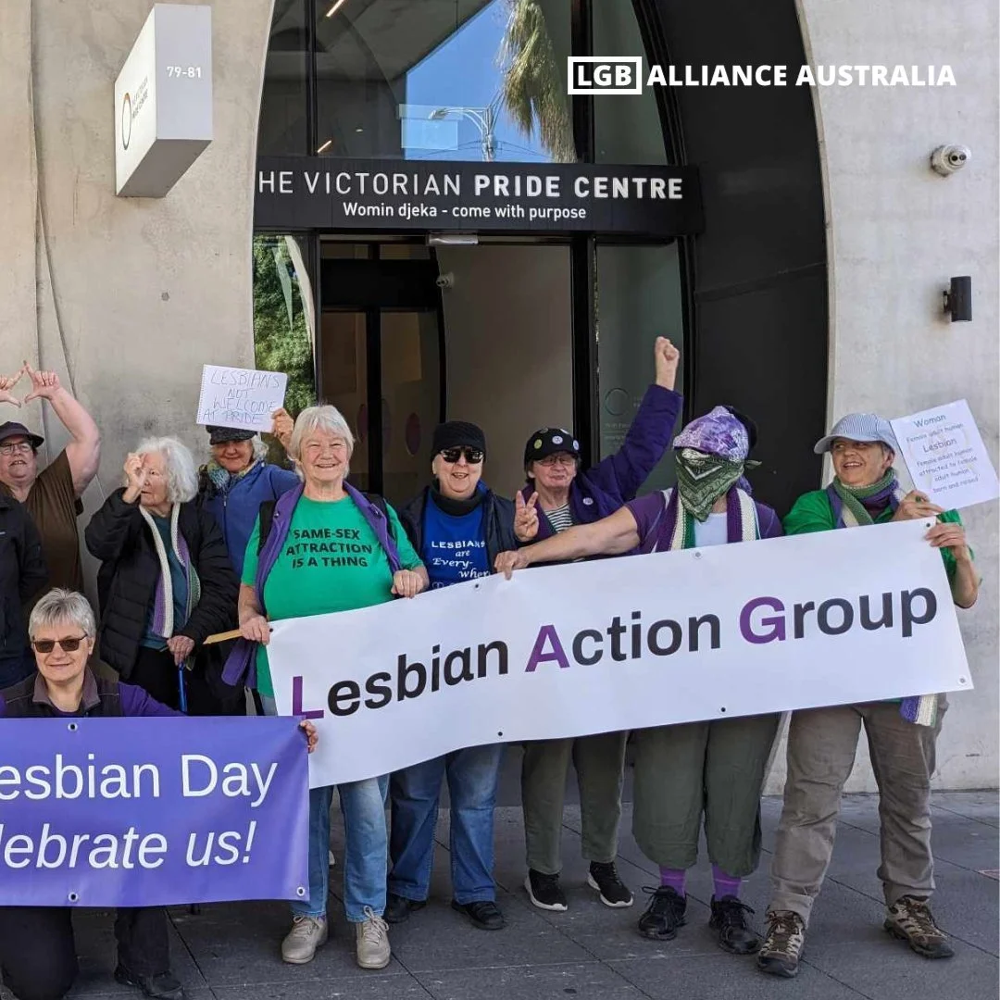 LGB ALLIANCE AUSTRALIA
79-81
HE VICTORIAN PRIDE CENTRE
Womin djeka - come with purpose
LESBIANS
NOT
WELCOME
AT PRIDE
Woman
Female adult human
Lesbian
Female adult human
attracted to female
adult human
born and raised
SAME-SEX
ATTRACTION
IS A THING
LESBIANS
are
Every-
wher
Lesbian Action Group
esbian Day
lebrate us!